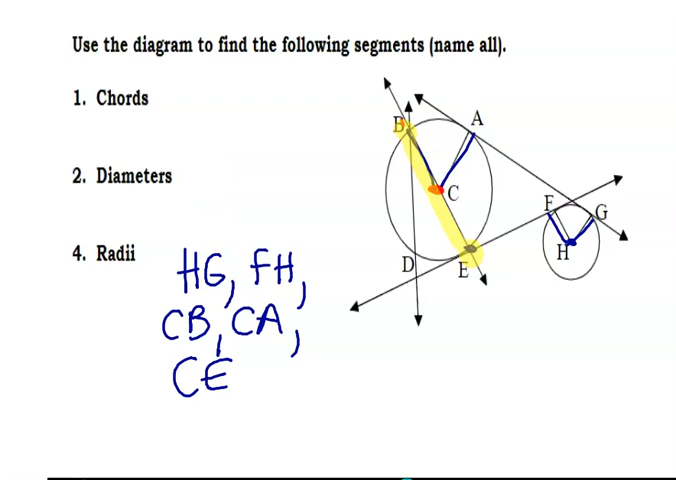 Use the diagram to find the following segments (name all).
1. Chords
2. Diameters
4. Radii
HG, FH,
CB, CA,
CE
B
A
C
D
E
F
G
H